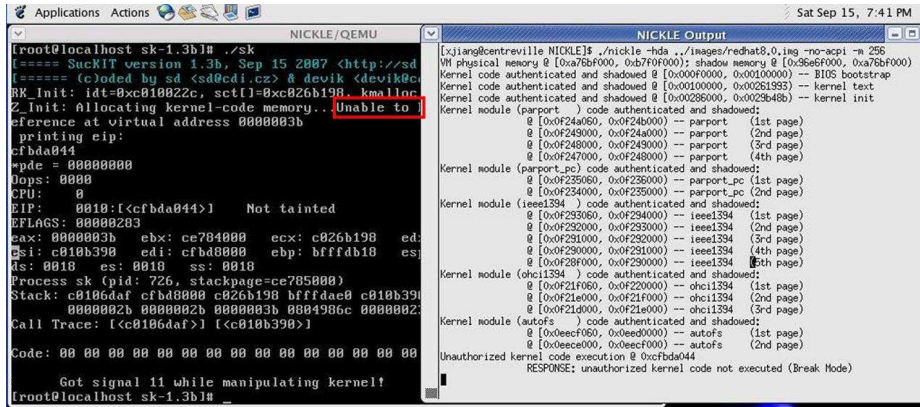 Applications Actions Sat Sep 15, 7:41 PM
NICKLE/QEMU
[root@localhost sk-1.3b]# ./sk
[===== SucKIT version 1.3b, Sep 15 2007 <http://sd
[====== (c)oded by sd <sd@cdi.cz> & devik <devik@c
RK_Init: idt=0xc010022c, sct[]=0xc026b198, kmalloc
Z_Init: Allocating kernel-code memory...Unable to
eference at virtual address 0000003b
printing eip:
cfbda044
*pde = 00000000
Oops: 0000
CPU: 0
EIP: 0010:[<cfbda044>] Not tainted
EFLAGS: 00000283
eax: 0000003b ebx: ce784000 ecx: c026b198 ed
esi: c010b390 edi: cfbd8000 ebp: bfffdb18 es
ds: 0018 es: 0018 ss: 0018
Process sk (pid: 726, stackpage=ce785000)
Stack: c0106daf cfbd8000 c026b198 bfffdae0 c010b39
0000002b 0000002b 0000003b 0804986c 0000002
Call Trace: [<c0106daf>] [<c010b390>]
Code: 00 00 00 00 00 00 00 00 00 00 00 00 00
Got signal 11 while manipulating kernel!
[root@localhost sk-1.3b]# _
NICKLE Output
[xjiang@centreville NICKLE]$ ./nickle -hda ../images/redhat8.0.img -no-acpi -m 256
VM physical memory @ [0xa76bf000, 0xb7f0f000); shadow memory @ [0x96e6f000, 0xa76bf000)
Kernel code authenticated and shadowed @ [0x000f0000, 0x00100000) -- BIOS bootstrap
Kernel code authenticated and shadowed @ [0x00100000, 0x00261993) -- kernel text
Kernel code authenticated and shadowed @ [0x00286000, 0x0029b48b) -- kernel init
Kernel module (parport ) code authenticated and shadowed:
@ [0x0f24a060, 0x0f24b000) -- parport (1st page)
@ [0x0f249000, 0x0f24a000) -- parport (2nd page)
@ [0x0f248000, 0x0f249000) -- parport (3rd page)
@ [0x0f247000, 0x0f248000) -- parport (4th page)
Kernel module (parport_pc) code authenticated and shadowed:
@ [0x0f235060, 0x0f236000) -- parport_pc (1st page)
@ [0x0f234000, 0x0f235000) -- parport_pc (2nd page)
Kernel module (ieee1394 ) code authenticated and shadowed:
@ [0x0f293060, 0x0f294000) -- ieee1394 (1st page)
@ [0x0f292000, 0x0f293000) -- ieee1394 (2nd page)
@ [0x0f291000, 0x0f292000) -- ieee1394 (3rd page)
@ [0x0f290000, 0x0f291000) -- ieee1394 (4th page)
@ [0x0f28f000, 0x0f290000) -- ieee1394 (5th page)
Kernel module (ohci1394 ) code authenticated and shadowed:
@ [0x0f21f060, 0x0f220000) -- ohci1394 (1st page)
@ [0x0f21e000, 0x0f21f000) -- ohci1394 (2nd page)
@ [0x0f21d000, 0x0f21e000) -- ohci1394 (3rd page)
Kernel module (autofs ) code authenticated and shadowed:
@ [0x0eecf060, 0x0eed0000) -- autofs (1st page)
@ [0x0eece000, 0x0eecf000) -- autofs (2nd page)
Unauthorized kernel code execution @ 0xcfbda044
RESPONSE: unauthorized kernel code not executed (Break Mode)